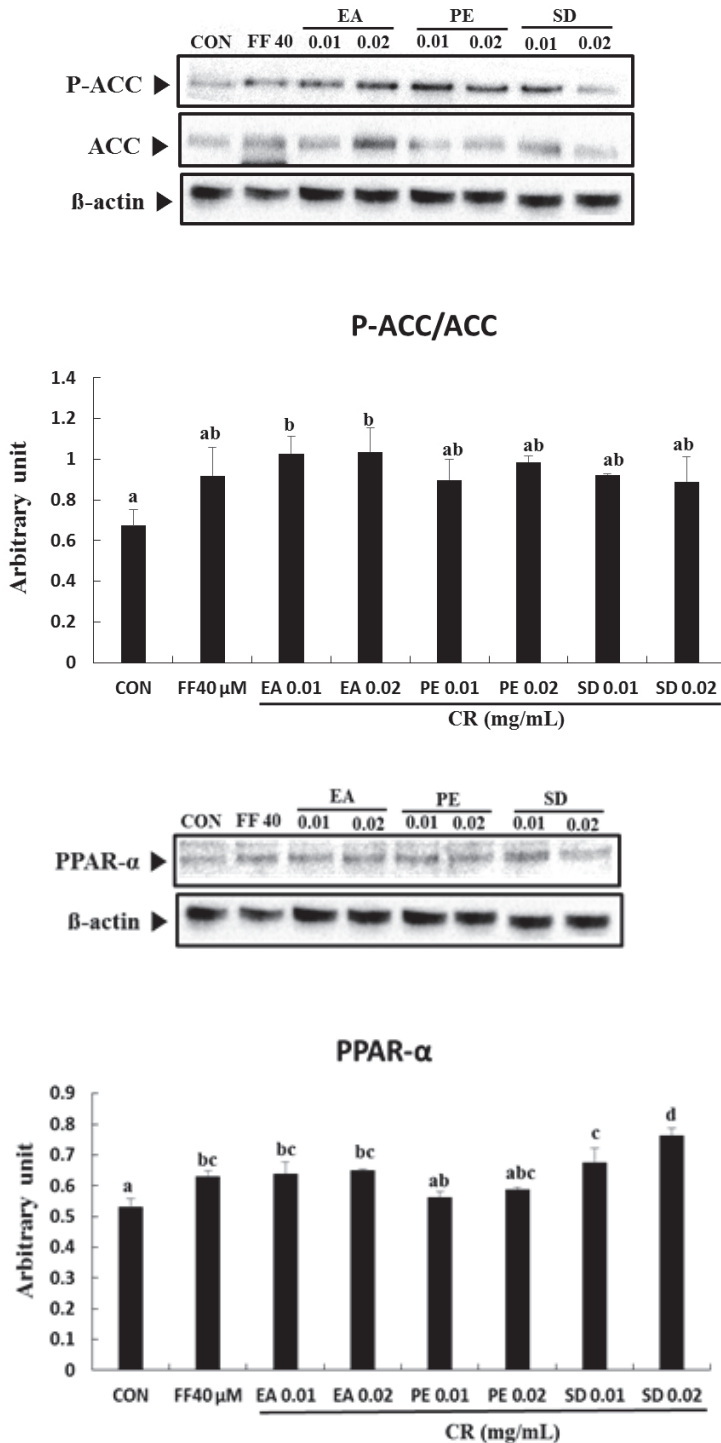 EA PE SD
CON FF 40 0.01 0.02 0.01 0.02 0.01 0.02
P-ACC
ACC
ß-actin
P-ACC/ACC
1.4
1.2
1
0.8
0.6
0.4
0.2
0
Arbitrary unit
a ab b b ab ab ab ab
CON FF40 µM EA 0.01 EA 0.02 PE 0.01 PE 0.02 SD 0.01 SD 0.02
CR (mg/mL)
EA PE SD
CON FF 40 0.01 0.02 0.01 0.02 0.01 0.02
PPAR-α
ß-actin
PPAR-α
0.9
0.8
0.7
0.6
0.5
0.4
0.3
0.2
0.1
0
Arbitrary unit
a bc bc bc ab abc c d
CON FF40 µM EA 0.01 EA 0.02 PE 0.01 PE 0.02 SD 0.01 SD 0.02
CR (mg/mL)